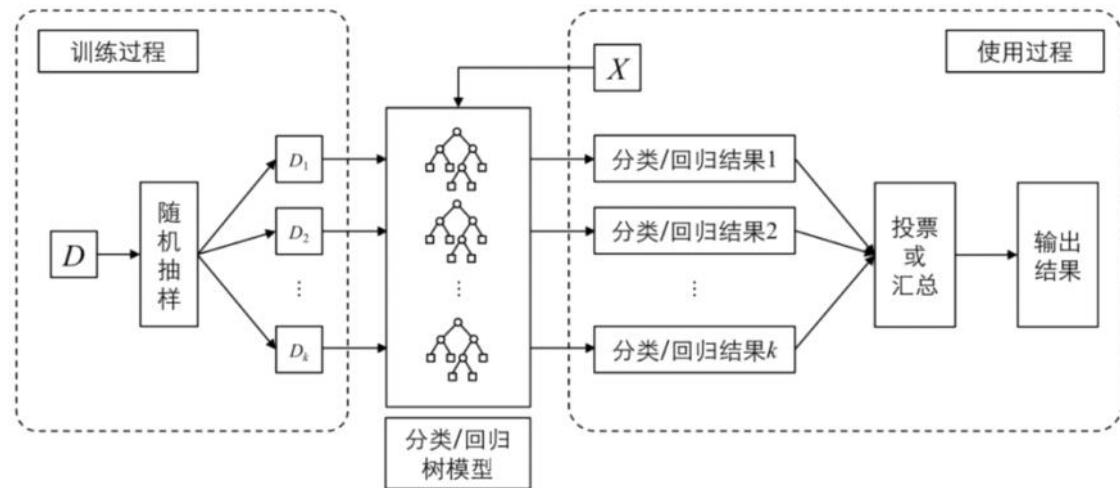 训练过程
使用过程
X
D
随
机
抽
样
D₁
D₂
⋮
Dₖ
⋮
分类/回归
树模型
分类/回归结果1
分类/回归结果2
⋮
分类/回归结果k
投票
或
汇总
输出
结果